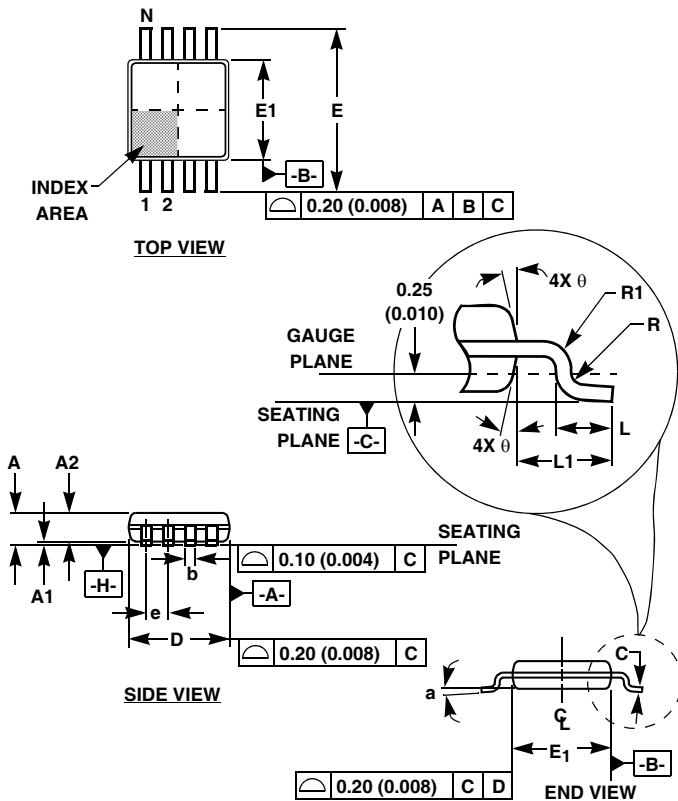 N
E1
E
-B-
INDEX
AREA
1 2
0.20 (0.008) A B C
TOP VIEW
0.25
(0.010)
4X θ
R1
R
GAUGE
PLANE
SEATING
PLANE
-C-
4X θ
L
L1
A A2
SEATING
PLANE
0.10 (0.004) C
-H-
b
A1
-A-
e
D
0.20 (0.008) C
SIDE VIEW
C
a
CL
E1
-B-
0.20 (0.008) C D
END VIEW